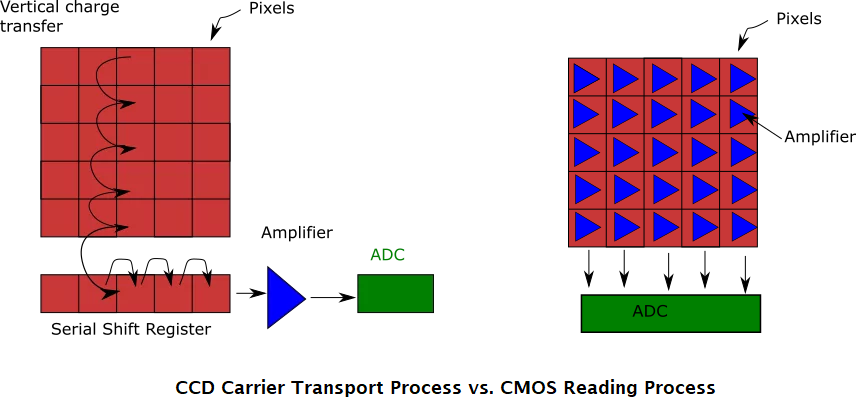 Vertical charge
transfer
Pixels
Amplifier
ADC
Serial Shift Register
Pixels
Amplifier
ADC
CCD Carrier Transport Process vs. CMOS Reading Process